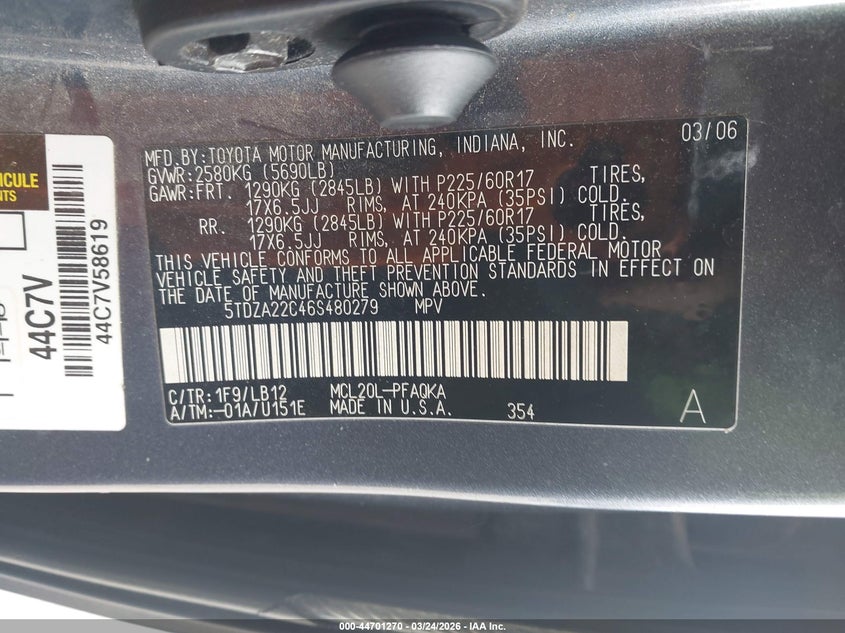 MFD.BY:TOYOTA MOTOR MANUFACTURING, INDIANA, INC. 03/06
GVWR:2580KG (5690LB)
GAWR:FRT. 1290KG (2845LB) WITH P225/60R17 TIRES,
17X6.5JJ RIMS, AT 240KPA (35PSI) COLD.
RR. 1290KG (2845LB) WITH P225/60R17 TIRES,
17X6.5JJ RIMS, AT 240KPA (35PSI) COLD.
THIS VEHICLE CONFORMS TO ALL APPLICABLE FEDERAL MOTOR
VEHICLE SAFETY AND THEFT PREVENTION STANDARDS IN EFFECT ON
THE DATE OF MANUFACTURE SHOWN ABOVE.
5TDZA22C46S480279 MPV
C/TR: 1F9/LB12 MCL20L-PFAQKA
A/TM:-01A/U151E MADE IN U.S.A. 354 A
44C7V
44C7V58619
000-44701270 - 03/24/2026 - IAA Inc.